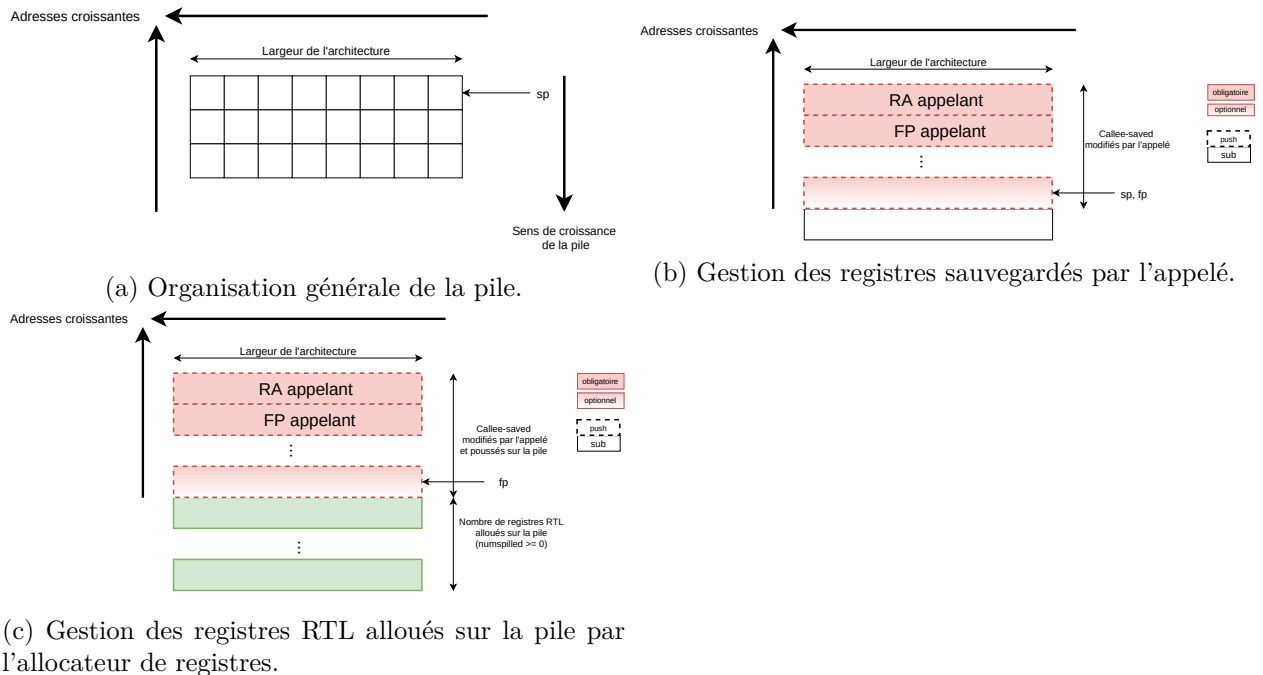 Adresses croissantes
Largeur de l'architecture
sp
Sens de croissance
de la pile
(a) Organisation générale de la pile.
Adresses croissantes
Largeur de l'architecture
RA appelant
FP appelant
⋮
Callee-saved
modifiés par l'appelé
sp, fp
obligatoire
optionnel
push
sub
(b) Gestion des registres sauvegardés par l'appelé.
Adresses croissantes
Largeur de l'architecture
RA appelant
FP appelant
⋮
Callee-saved
modifiés par l'appelé
et poussés sur la pile
fp
Nombre de registres RTL
alloués sur la pile
(numspilled >= 0)
⋮
obligatoire
optionnel
push
sub
(c) Gestion des registres RTL alloués sur la pile par
l'allocateur de registres.